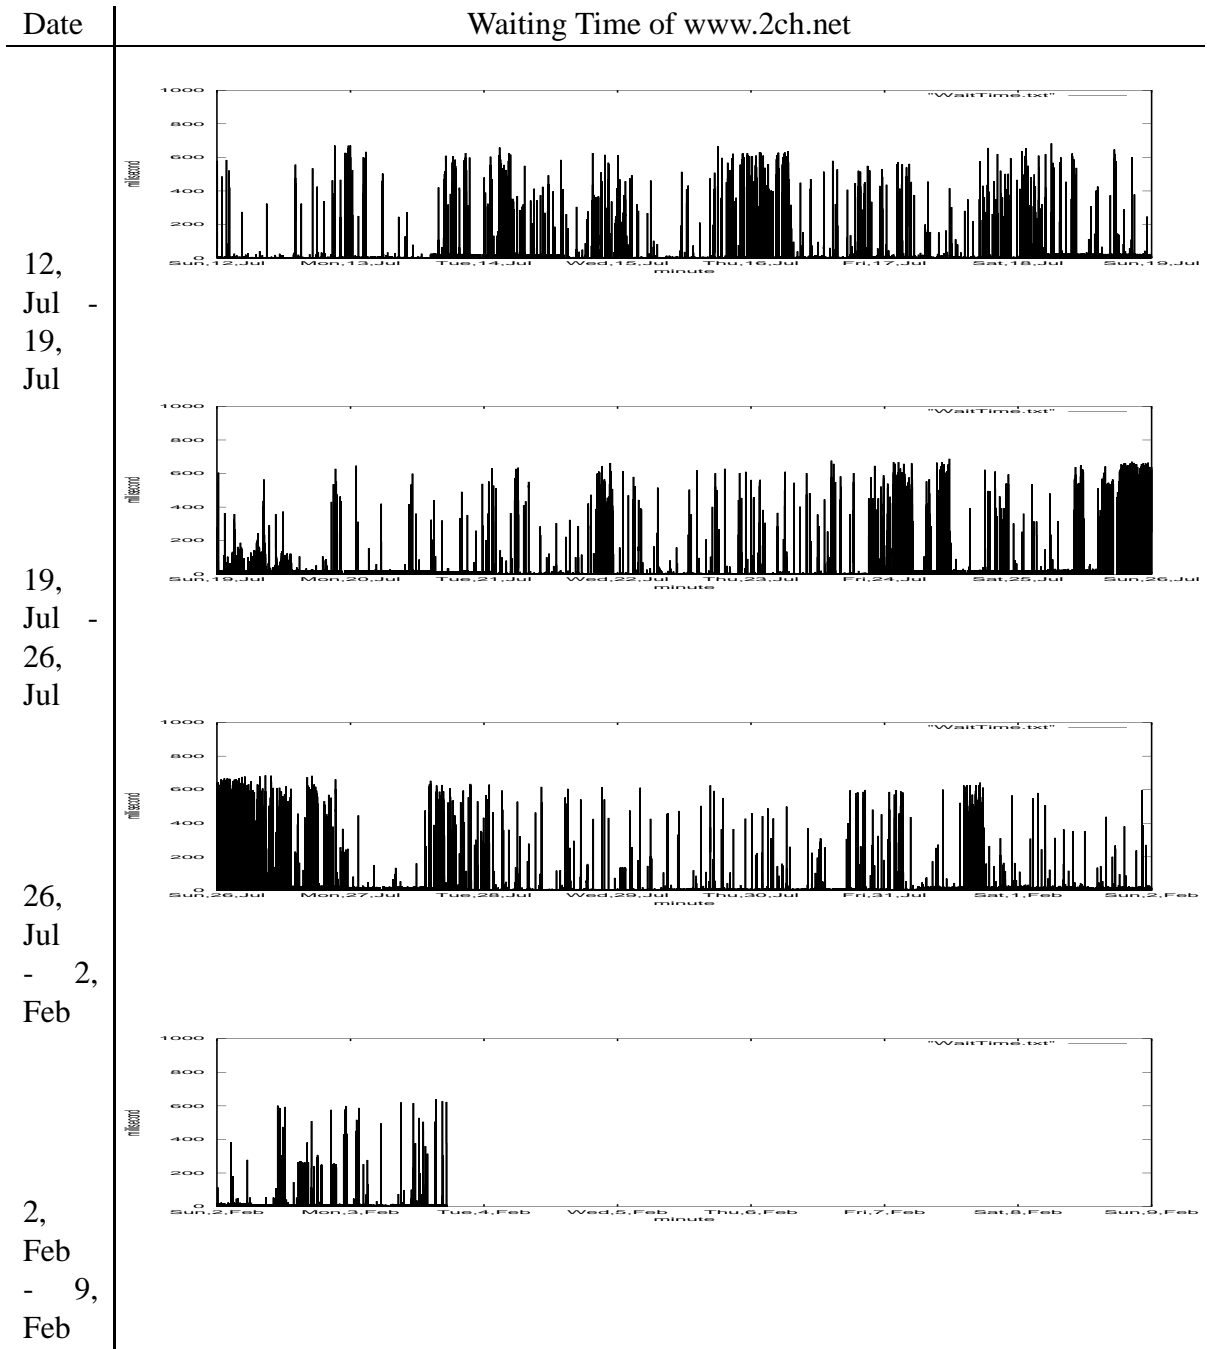 Date Waiting Time of www.2ch.net
12,
Jul -
19,
Jul
1000
800
600
400
200
0
millisecond
"WaitTime.txt"
Sun,12,Jul Mon,13,Jul Tue,14,Jul Wed,15,Jul Thu,16,Jul Fri,17,Jul Sat,18,Jul Sun,19,Jul
minute
19,
Jul -
26,
Jul
1000
800
600
400
200
0
millisecond
"WaitTime.txt"
Sun,19,Jul Mon,20,Jul Tue,21,Jul Wed,22,Jul Thu,23,Jul Fri,24,Jul Sat,25,Jul Sun,26,Jul
minute
26,
Jul
- 2,
Feb
1000
800
600
400
200
0
millisecond
"WaitTime.txt"
Sun,26,Jul Mon,27,Jul Tue,28,Jul Wed,29,Jul Thu,30,Jul Fri,31,Jul Sat,1,Feb Sun,2,Feb
minute
2,
Feb
- 9,
Feb
1000
800
600
400
200
0
millisecond
"WaitTime.txt"
Sun,2,Feb Mon,3,Feb Tue,4,Feb Wed,5,Feb Thu,6,Feb Fri,7,Feb Sat,8,Feb Sun,9,Feb
minute